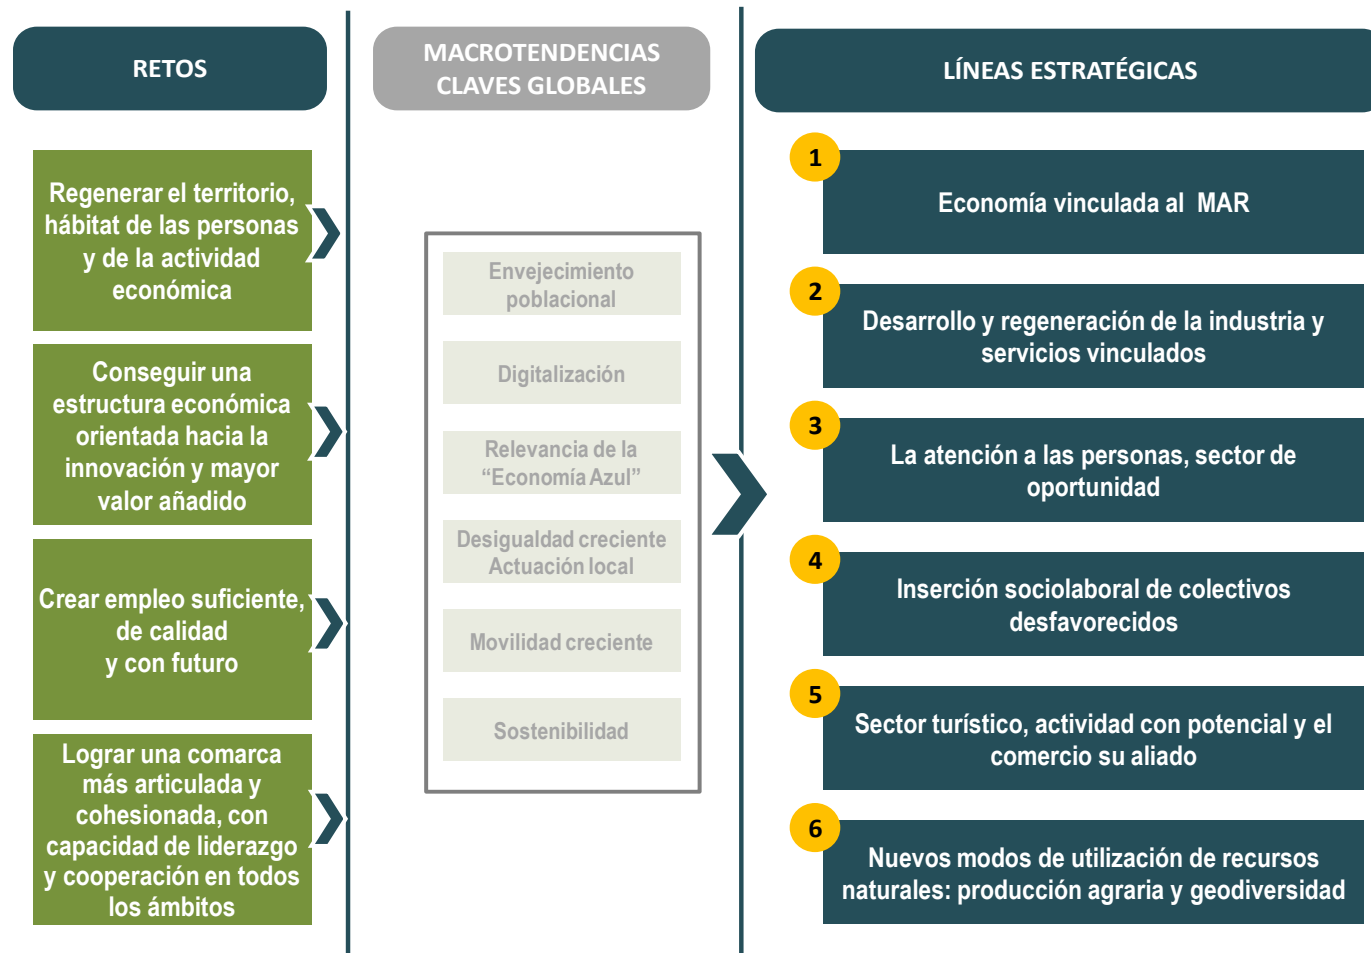 RETOS
Regenerar el territorio,
hábitat de las personas
y de la actividad
económica
Conseguir una
estructura económica
orientada hacia la
innovación y mayor
valor añadido
Crear empleo suficiente,
de calidad
y con futuro
Lograr una comarca
más articulada y
cohesionada, con
capacidad de liderazgo
y cooperación en todos
los ámbitos
MACROTENDENCIAS
CLAVES GLOBALES
Envejecimiento
poblacional
Digitalización
Relevancia de la
“Economía Azul”
Desigualdad creciente
Actuación local
Movilidad creciente
Sostenibilidad
LÍNEAS ESTRATÉGICAS
1
Economía vinculada al MAR
2
Desarrollo y regeneración de la industria y
servicios vinculados
3
La atención a las personas, sector de
oportunidad
4
Inserción sociolaboral de colectivos
desfavorecidos
5
Sector turístico, actividad con potencial y el
comercio su aliado
6
Nuevos modos de utilización de recursos
naturales: producción agraria y geodiversidad